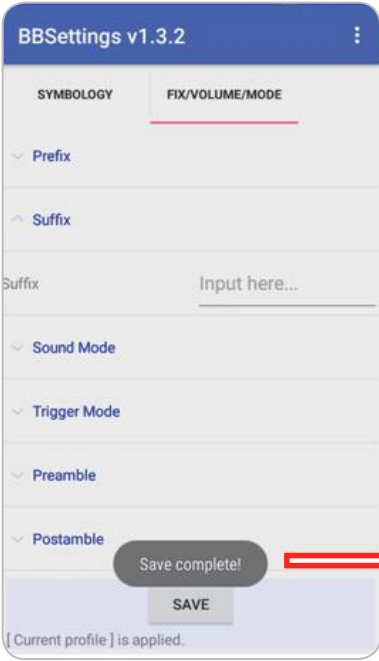 BBSettings v1.3.2
SYMBOLOGY FIX/VOLUME/MODE
Prefix
Suffix
Suffix Input here...
Sound Mode
Trigger Mode
Preamble
Postamble
Save complete!
SAVE
[ Current profile ] is applied.